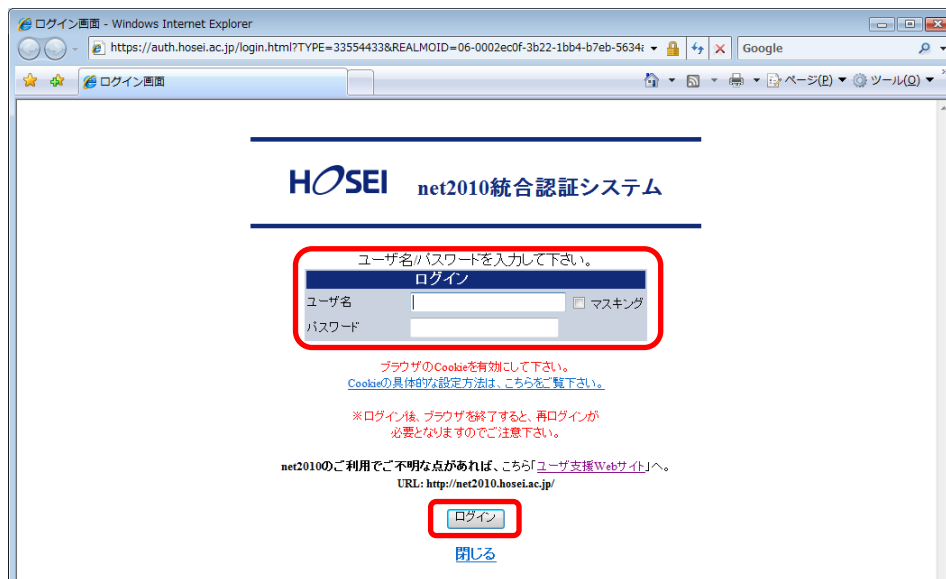 ログイン画面 - Windows Internet Explorer
https://auth.hosei.ac.jp/login.html?TYPE=33554433&REALMOID=06-0002ec0f-3b22-1bb4-b7eb-5634
Google
ログイン画面
ページ(P)
ツール(O)
HOSEI net2010統合認証システム
ユーザ名/パスワードを入力して下さい。
ログイン
ユーザ名
マスキング
パスワード
ブラウザのCookieを有効にして下さい。
Cookieの具体的な設定方法は、こちらをご覧下さい。
※ログイン後、ブラウザを終了すると、再ログインが
必要となりますのでご注意下さい。
net2010のご利用でご不明な点があれば、こちら「ユーザ支援Webサイト」へ。
URL: http://net2010.hosei.ac.jp/
ログイン
閉じる